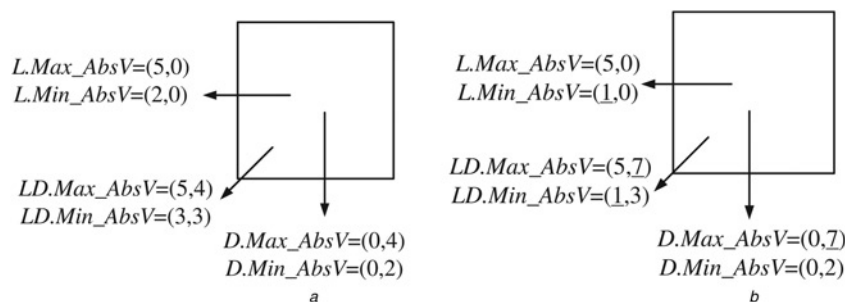 L.Max_AbsV=(5,0)
L.Min_AbsV=(2,0)
LD.Max_AbsV=(5,4)
LD.Min_AbsV=(3,3)
D.Max_AbsV=(0,4)
D.Min_AbsV=(0,2)
a
L.Max_AbsV=(5,0)
L.Min_AbsV=(1,0)
LD.Max_AbsV=(5,7)
LD.Min_AbsV=(1,3)
D.Max_AbsV=(0,7)
D.Min_AbsV=(0,2)
b